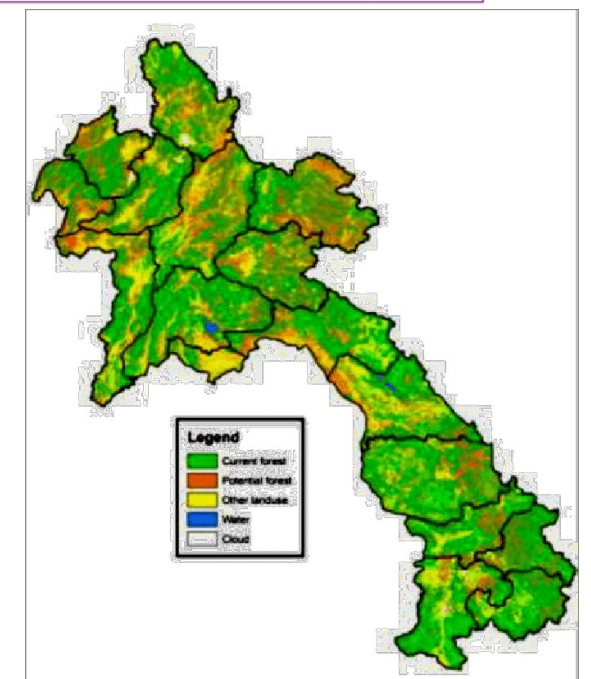 Legend
Current forest
Potential forest
Other landuse
Water
Cloud